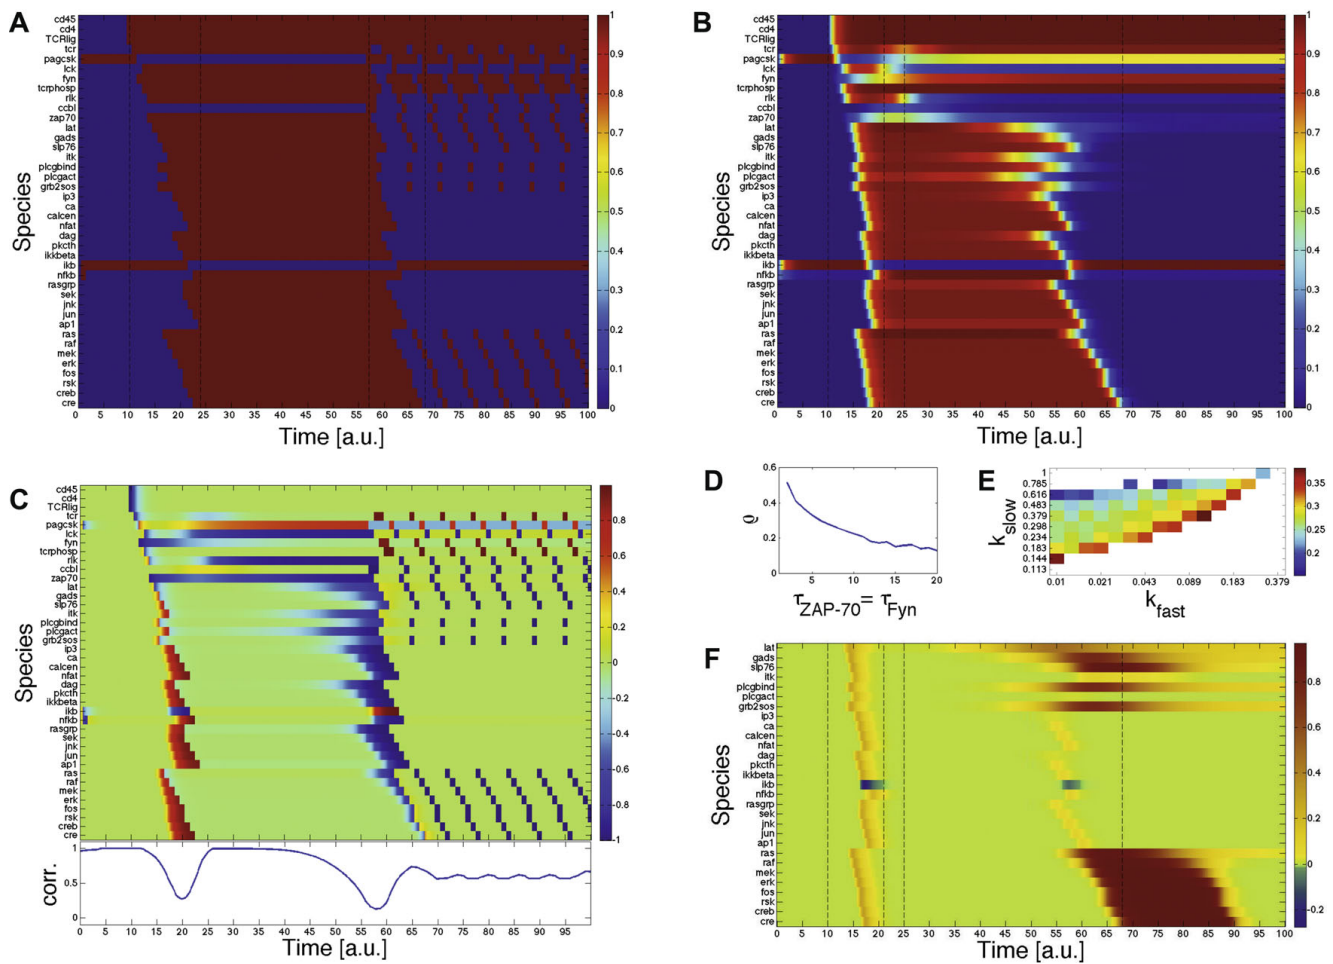 A
cd45
cd4
TCRlig
tcr
pagcsk
lck
fyn
tcrphosp
rlk
ccbl
zap70
lat
gads
slp76
itk
plcgbind
plcgact
grb2sos
ip3
ca
calcen
nfat
dag
pkcth
ikkbeta
ikb
nfkb
rasgrp
sek
jnk
jun
ap1
ras
raf
mek
erk
fos
rsk
creb
cre
Species
0 5 10 15 20 25 30 35 40 45 50 55 60 65 70 75 80 85 90 95 100
Time [a.u.]
1
0.9
0.8
0.7
0.6
0.5
0.4
0.3
0.2
0.1
0
B
cd45
cd4
TCRlig
tcr
pagcsk
lck
fyn
tcrphosp
rlk
ccbl
zap70
lat
gads
slp76
itk
plcgbind
plcgact
grb2sos
ip3
ca
calcen
nfat
dag
pkcth
ikkbeta
ikb
nfkb
rasgrp
sek
jnk
jun
ap1
ras
raf
mek
erk
fos
rsk
creb
cre
Species
0 5 10 15 20 25 30 35 40 45 50 55 60 65 70 75 80 85 90 95 100
Time [a.u.]
1
0.9
0.8
0.7
0.6
0.5
0.4
0.3
0.2
0.1
0
C
cd45
cd4
TCRlig
tcr
pagcsk
lck
fyn
tcrphosp
rlk
ccbl
zap70
lat
gads
slp76
itk
plcgbind
plcgact
grb2sos
ip3
ca
calcen
nfat
dag
pkcth
ikkbeta
ikb
nfkb
rasgrp
sek
jnk
jun
ap1
ras
raf
mek
erk
fos
rsk
creb
cre
Species
0.8
0.6
0.4
0.2
0
-0.2
-0.4
-0.6
-0.8
-1
corr.
1
0.5
0
0 5 10 15 20 25 30 35 40 45 50 55 60 65 70 75 80 85 90 95
Time [a.u.]
D
0.6
0.4
0.2
0
ϱ
5 10 15 20
τZAP-70= τFyn
E
kslow
1
0.785
0.616
0.483
0.379
0.298
0.234
0.183
0.144
0.113
0.01 0.021 0.043 0.089 0.183 0.379
kfast
0.35
0.3
0.25
0.2
0.15
F
lat
gads
slp76
itk
plcgbind
plcgact
grb2sos
ip3
ca
calcen
nfat
dag
pkcth
ikkbeta
ikb
nfkb
rasgrp
sek
jnk
jun
ap1
ras
raf
mek
erk
fos
rsk
creb
cre
Species
0 5 10 15 20 25 30 35 40 45 50 55 60 65 70 75 80 85 90 95 100
Time [a.u.]
0.8
0.6
0.4
0.2
0
-0.2